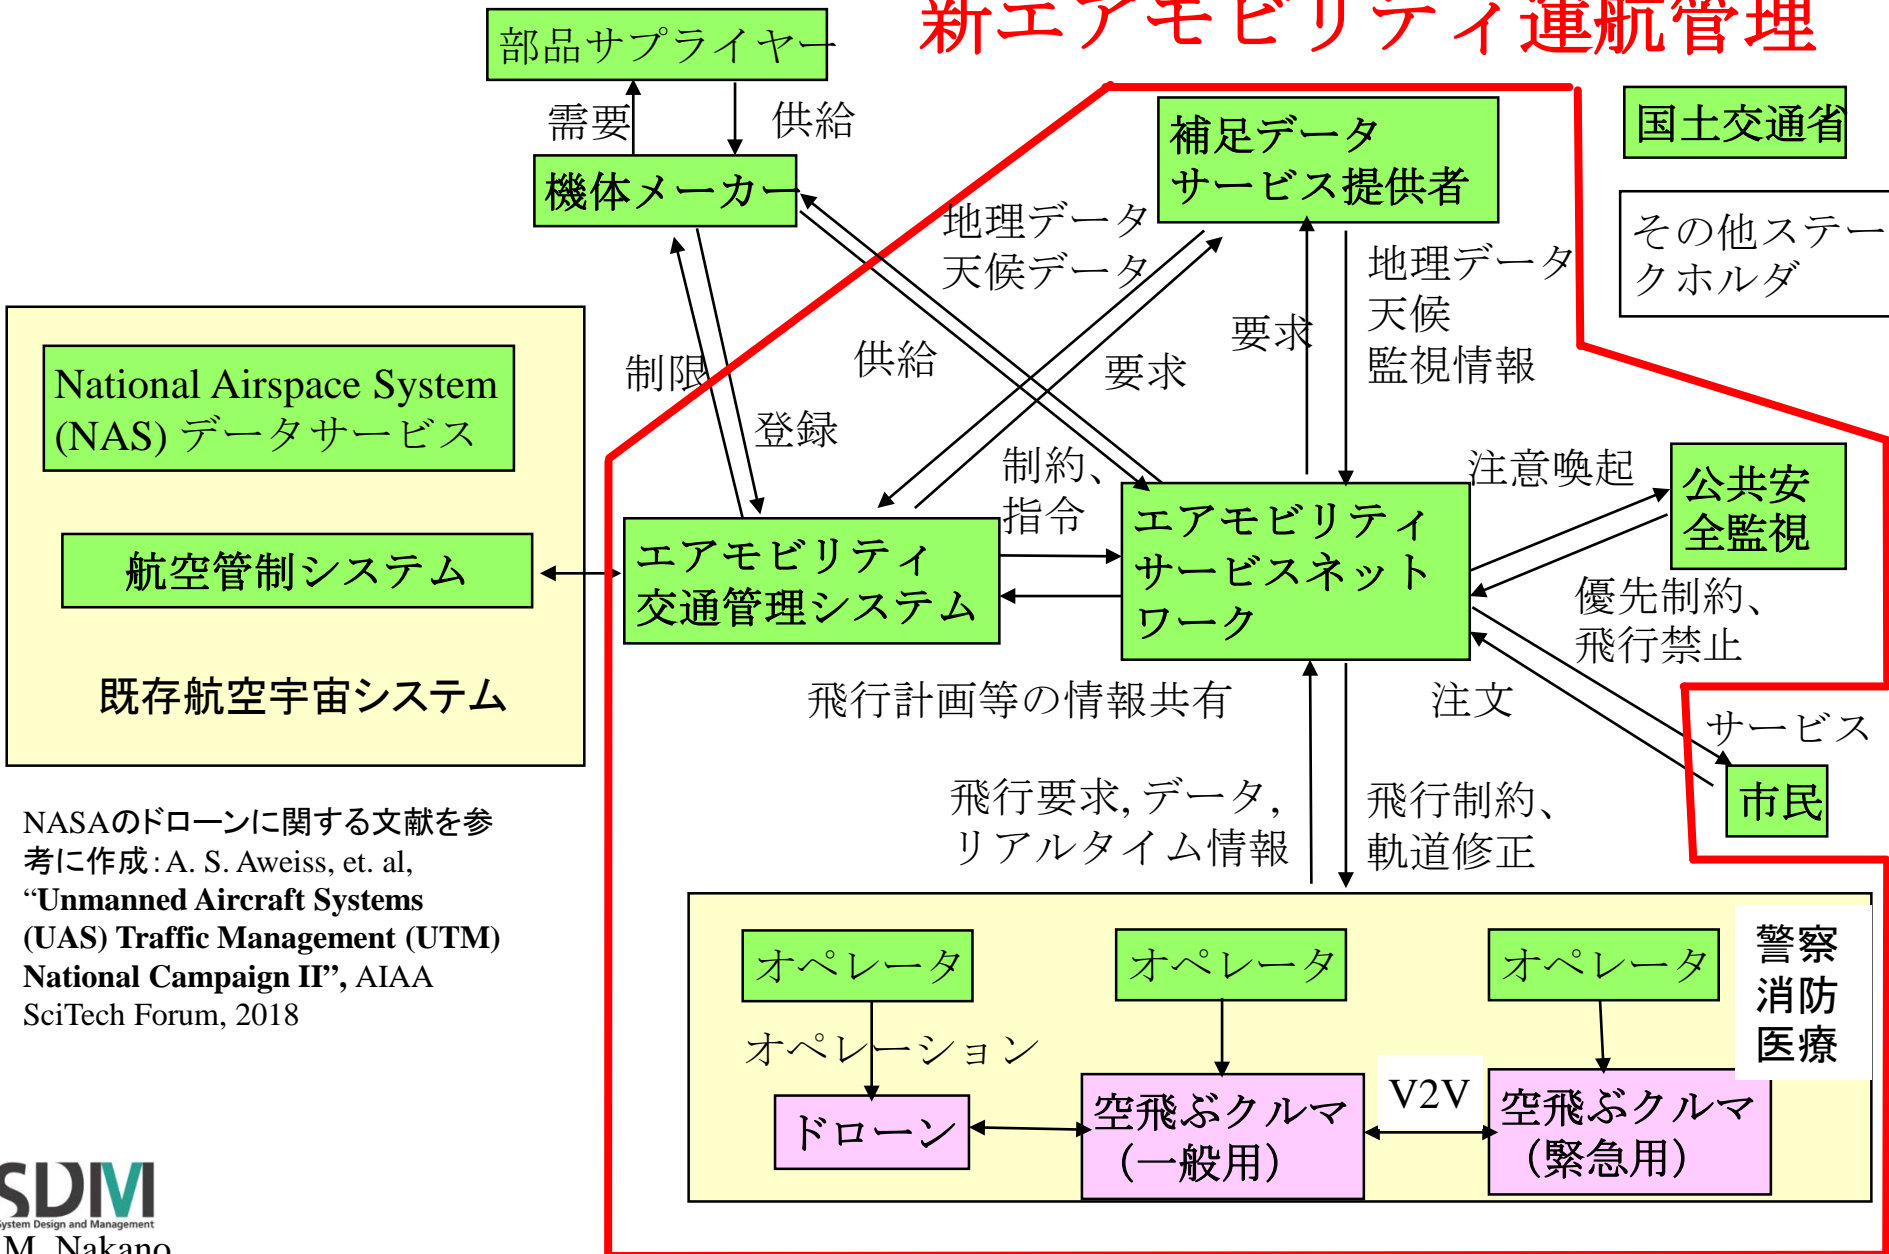 新エアモビリティ運航管理
部品サプライヤー
需要
供給
機体メーカー
補足データ
サービス提供者
国土交通省
その他ステー
クホルダ
地理データ
天候データ
地理データ
天候
監視情報
要求
要求
供給
制限
登録
National Airspace System
(NAS) データサービス
航空管制システム
既存航空宇宙システム
制約、
指令
エアモビリティ
交通管理システム
エアモビリティ
サービスネット
ワーク
注意喚起
公共安
全監視
優先制約、
飛行禁止
飛行計画等の情報共有
注文
サービス
市民
飛行要求, データ,
リアルタイム情報
飛行制約、
軌道修正
NASAのドローンに関する文献を参
考に作成：A. S. Aweiss, et. al,
“Unmanned Aircraft Systems
(UAS) Traffic Management (UTM)
National Campaign II”, AIAA
SciTech Forum, 2018
オペレータ
オペレータ
オペレータ
警察
消防
医療
オペレーション
ドローン
空飛ぶクルマ
（一般用）
V2V
空飛ぶクルマ
（緊急用）
SDM
System Design and Management
M. Nakano